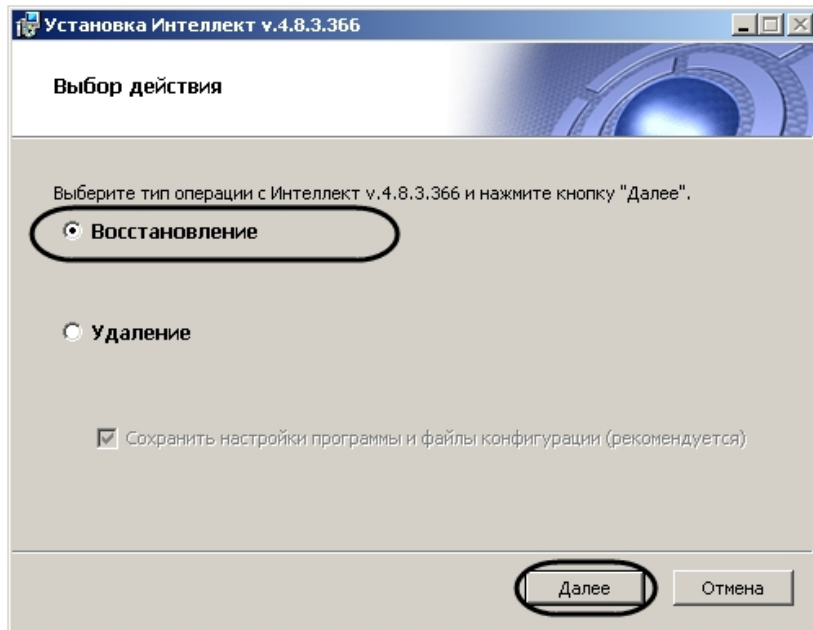 Установка Интеллект v.4.8.3.366
Выбор действия
Выберите тип операции с Интеллект v.4.8.3.366 и нажмите кнопку "Далее".
Восстановление
Удаление
Сохранить настройки программы и файлы конфигурации (рекомендуется)
Далее Отмена